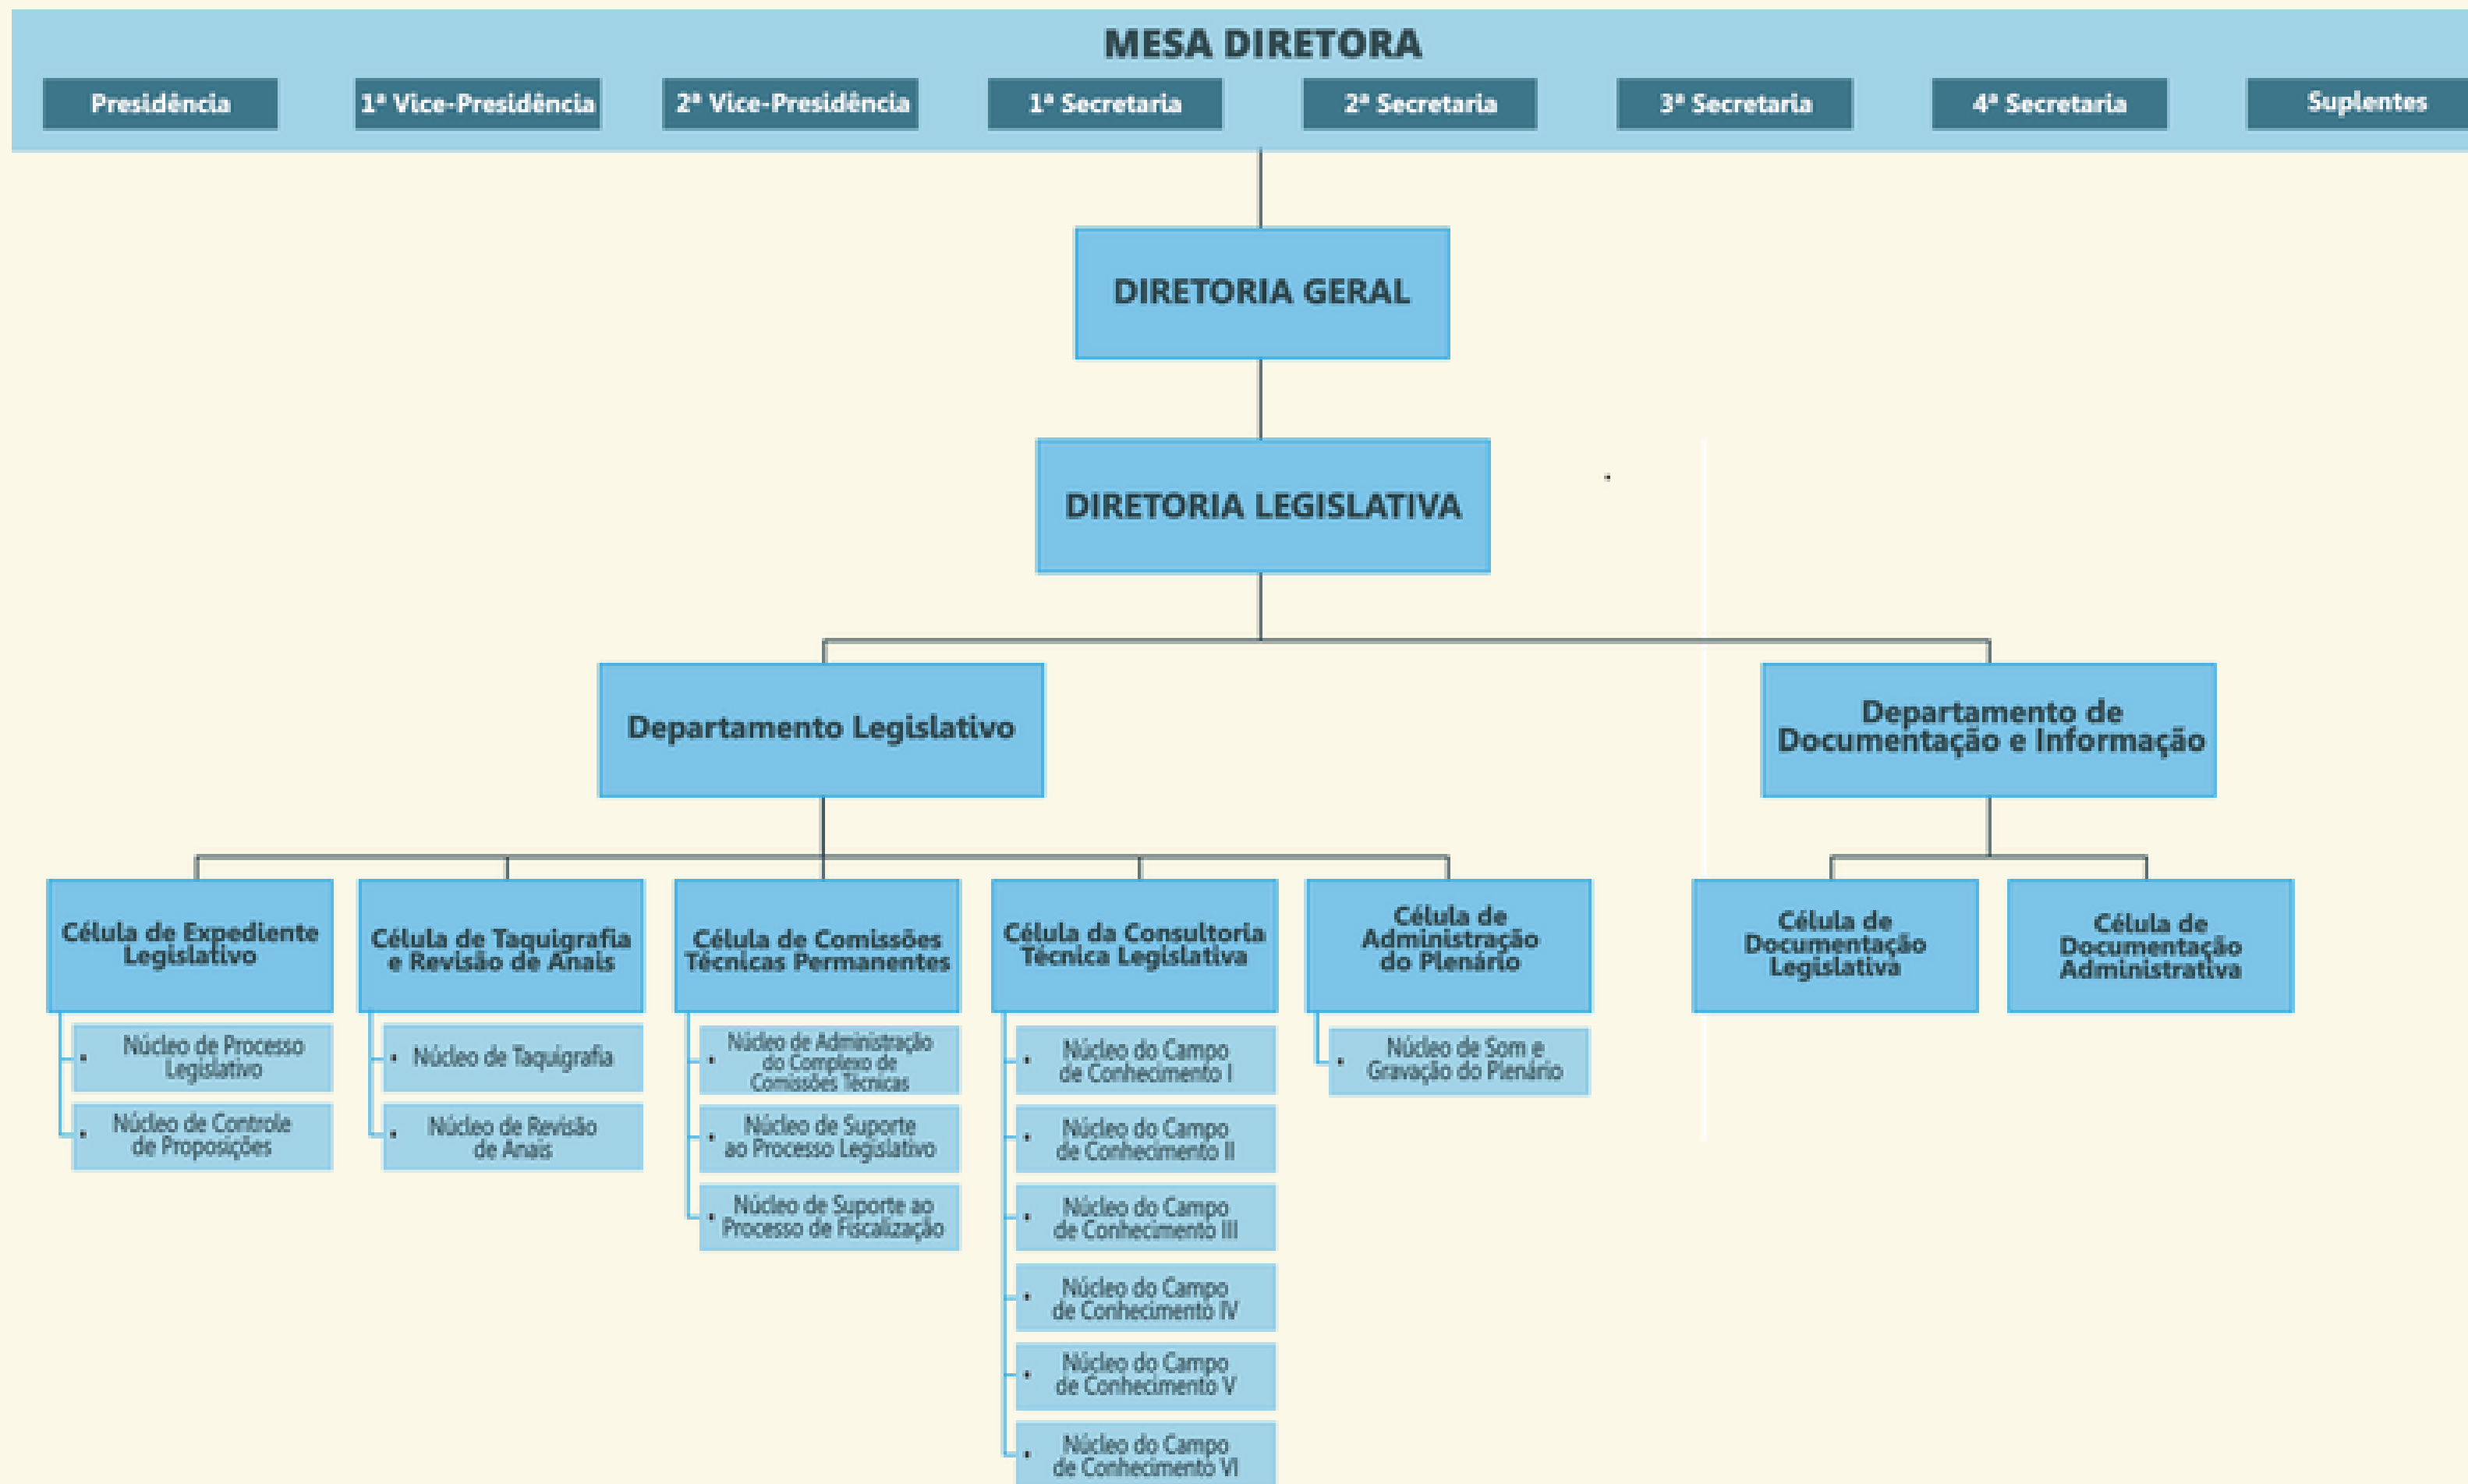 MESA DIRETORA
Presidência
1ª Vice-Presidência
2ª Vice-Presidência
1ª Secretaria
2ª Secretaria
3ª Secretaria
4ª Secretaria
Suplentes
DIRETORIA GERAL
DIRETORIA LEGISLATIVA
Departamento Legislativo
Departamento de
Documentação e Informação
Célula de Expediente
Legislativo
Célula de Taquigrafia
e Revisão de Anais
Célula de Comissões
Técnicas Permanentes
Célula da Consultoria
Técnica Legislativa
Célula de
Administração
do Plenário
Célula de
Documentação
Legislativa
Célula de
Documentação
Administrativa
• Núcleo de Processo
Legislativo
• Núcleo de Controle
de Proposições
• Núcleo de Taquigrafia
• Núcleo de Revisão
de Anais
• Núcleo de Administração
do Complexo de
Comissões Técnicas
• Núcleo de Suporte
ao Processo Legislativo
• Núcleo de Suporte ao
Processo de Fiscalização
• Núcleo do Campo
de Conhecimento I
• Núcleo do Campo
de Conhecimento II
• Núcleo do Campo
de Conhecimento III
• Núcleo do Campo
de Conhecimento IV
• Núcleo do Campo
de Conhecimento V
• Núcleo do Campo
de Conhecimento VI
• Núcleo de Som e
Gravação do Plenário